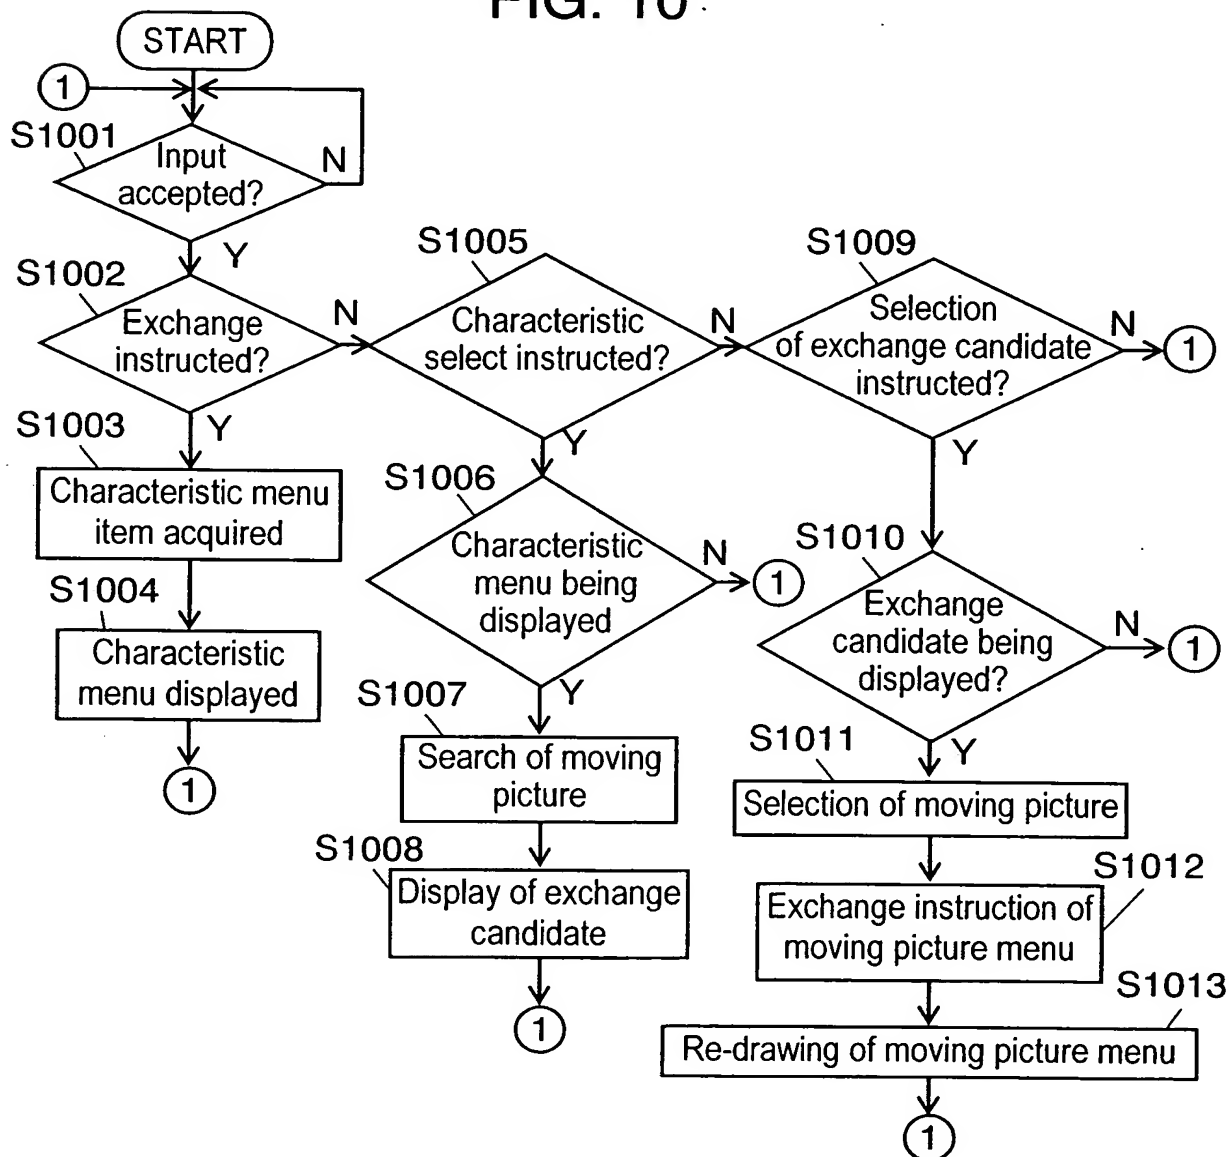 FIG. 10
START
1
S1001
Input
accepted?
N
Y
S1002
Exchange
instructed?
N
Y
S1003
Characteristic menu
item acquired
S1004
Characteristic
menu displayed
1
S1005
Characteristic
select instructed?
N
Y
S1006
Characteristic
menu being
displayed
N
1
Y
S1007
Search of moving
picture
S1008
Display of exchange
candidate
1
S1009
Selection
of exchange candidate
instructed?
N
1
Y
S1010
Exchange
candidate being
displayed?
N
1
Y
S1011
Selection of moving picture
S1012
Exchange instruction of
moving picture menu
S1013
Re-drawing of moving picture menu
1